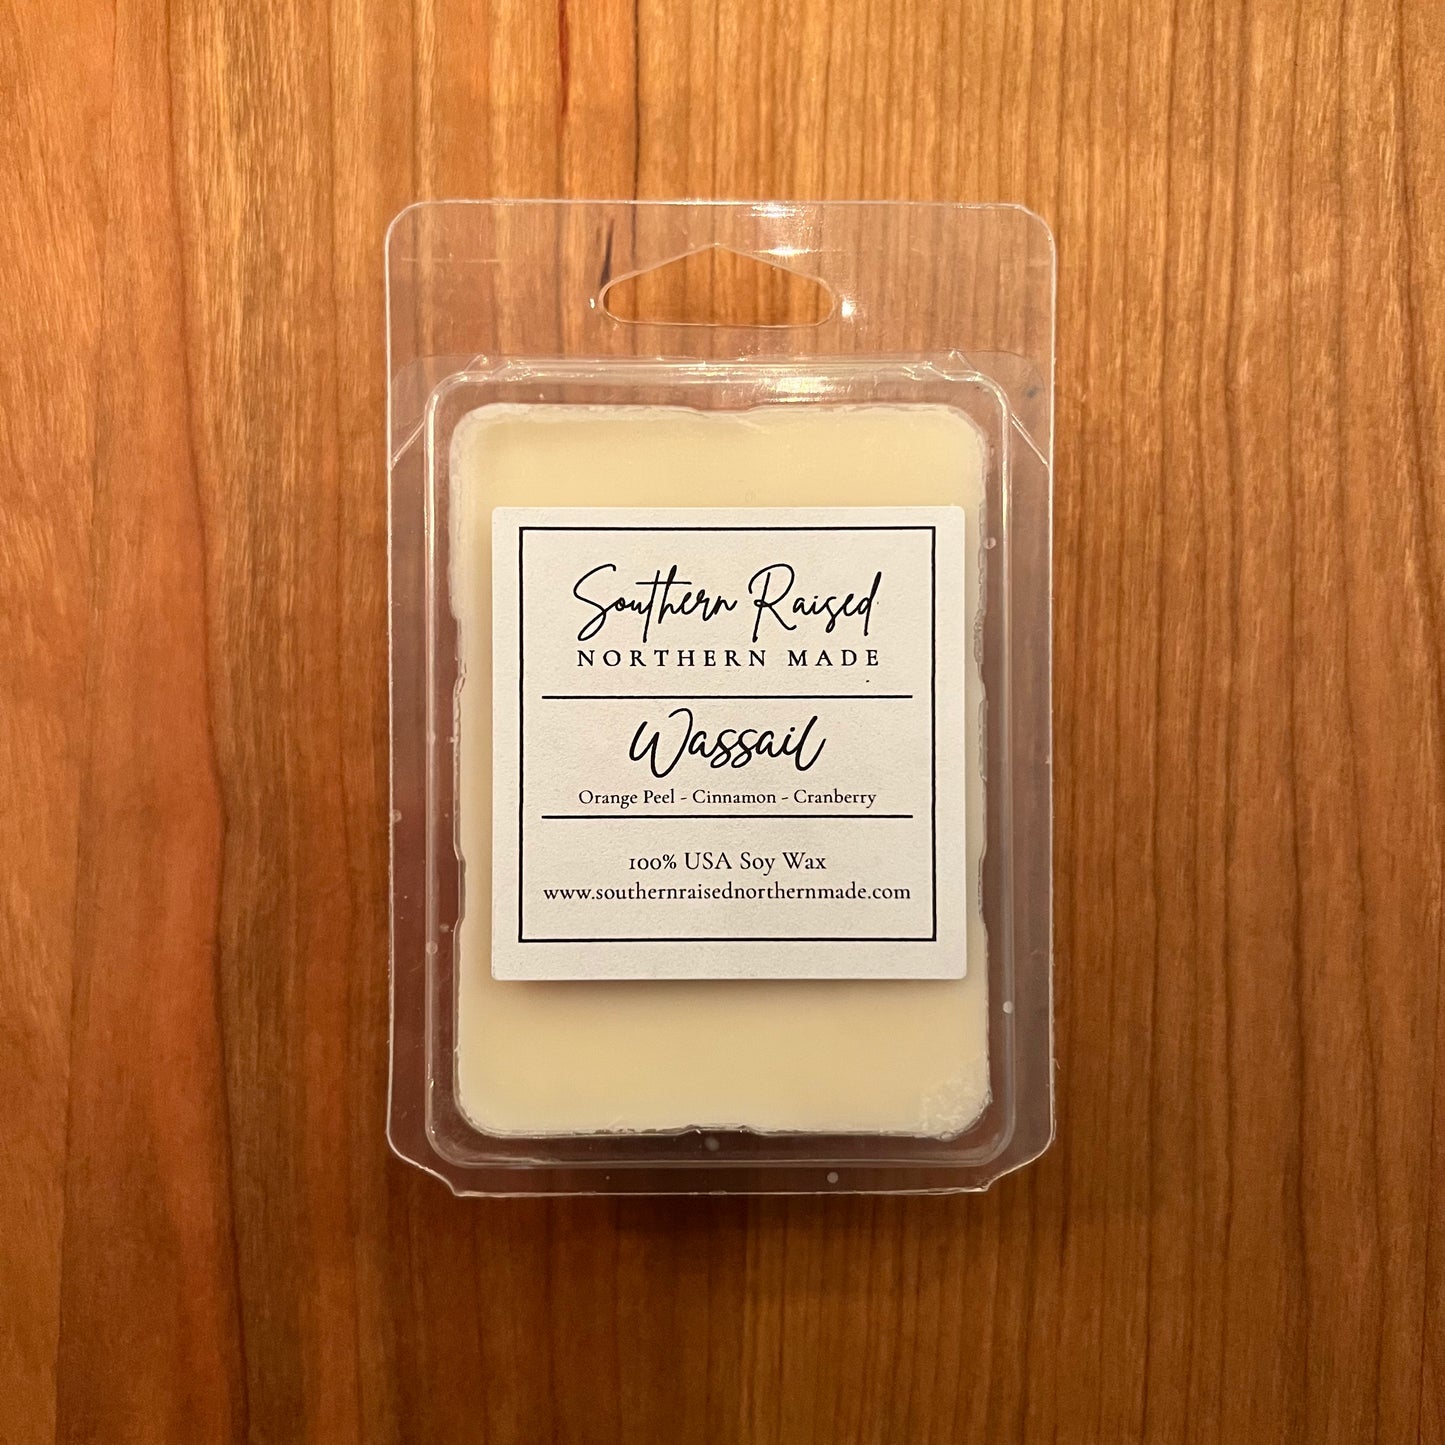 Southern Raised
NORTHERN MADE
Wassail
Orange Peel - Cinnamon - Cranberry
100% USA Soy Wax
www.southernraisednorthernmade.com